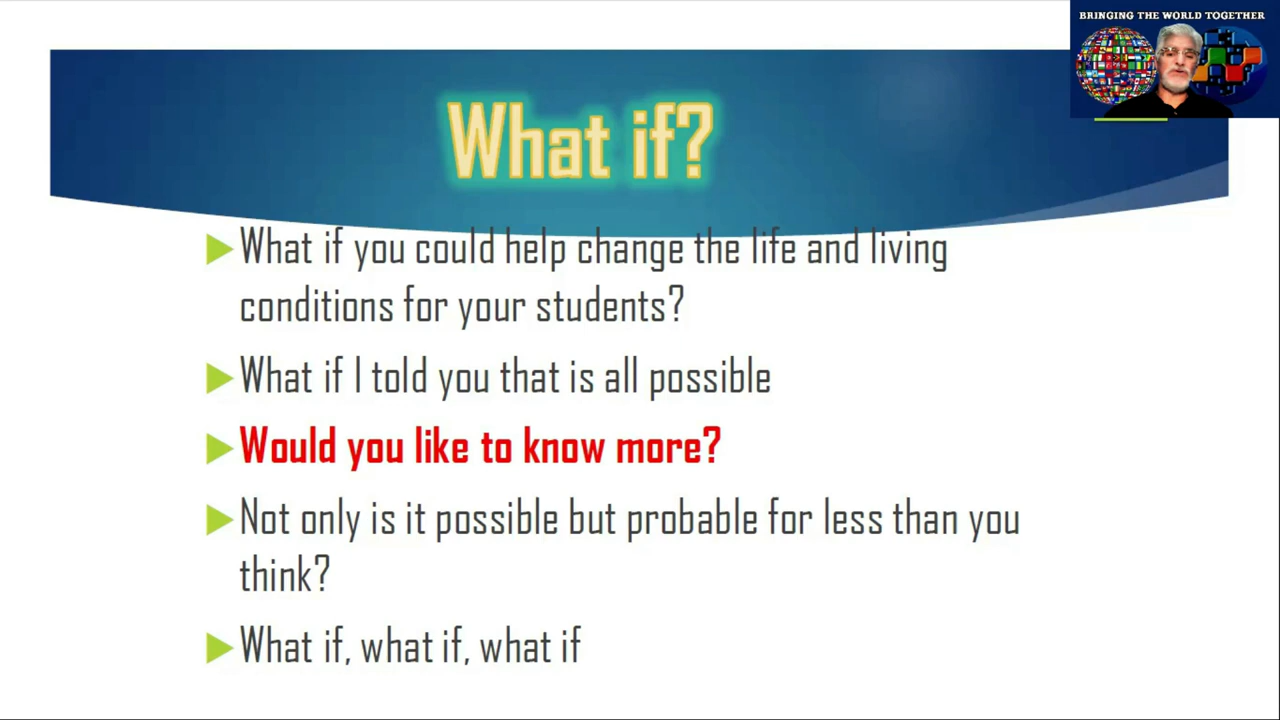 BRINGING THE WORLD TOGETHER
What if?
What if you could help change the life and living
conditions for your students?
What if I told you that is all possible
Would you like to know more?
Not only is it possible but probable for less than you
think?
What if, what if, what if